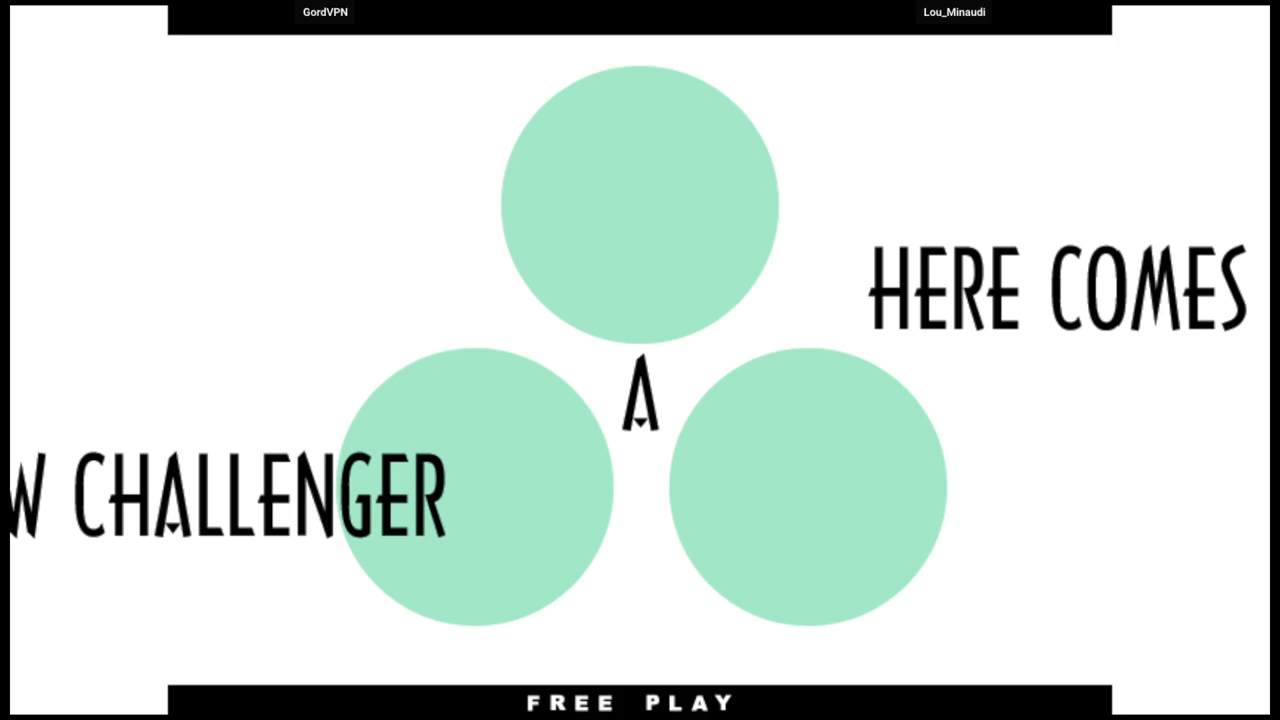 GordVPN
Lou_Minaudi
HERE COMES
A
W CHALLENGER
FREE PLAY